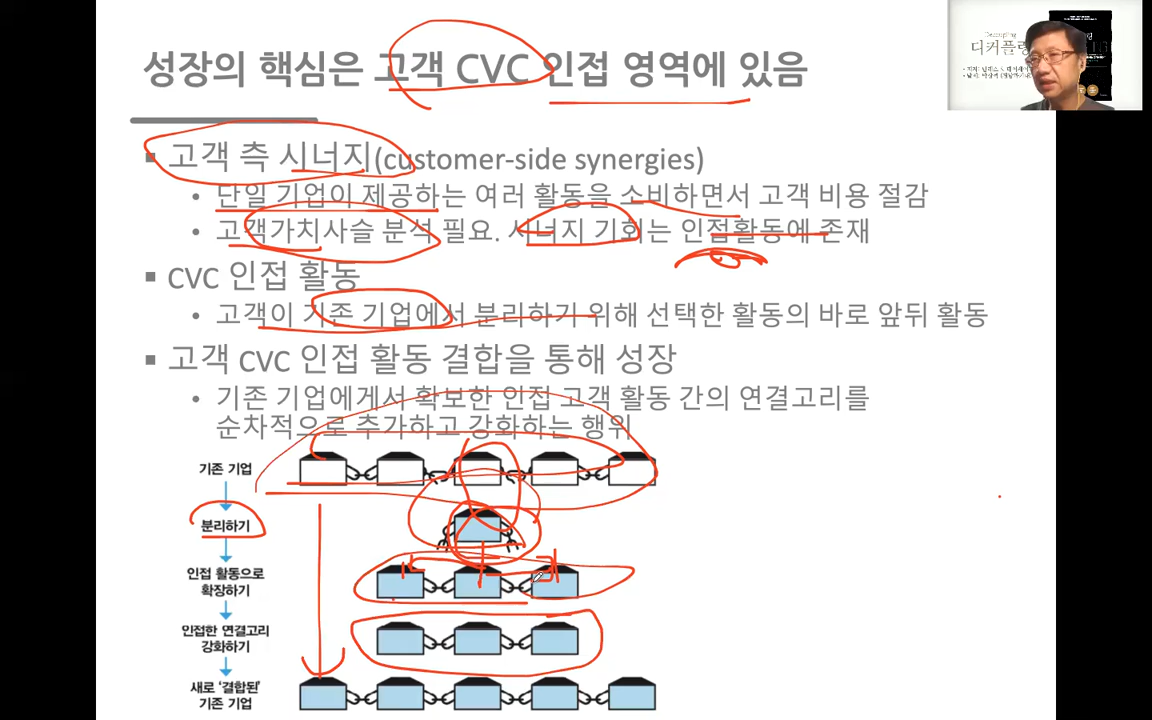 성장의 핵심은 고객 CVC 인접 영역에 있음
▪ 고객 측 시너지(customer-side synergies)
• 단일 기업이 제공하는 여러 활동을 소비하면서 고객 비용 절감
• 고객가치사슬 분석 필요. 시너지 기회는 인접활동에 존재
▪ CVC 인접 활동
• 고객이 기존 기업에서 분리하기 위해 선택한 활동의 바로 앞뒤 활동
▪ 고객 CVC 인접 활동 결합을 통해 성장
• 기존 기업에게서 확보한 인접 고객 활동 간의 연결고리를
순차적으로 추가하고 강화하는 행위
기존 기업
분리하기
인접 활동으로
확장하기
인접한 연결고리
강화하기
새로 '결합된'
기존 기업
Decoupling
디커플링